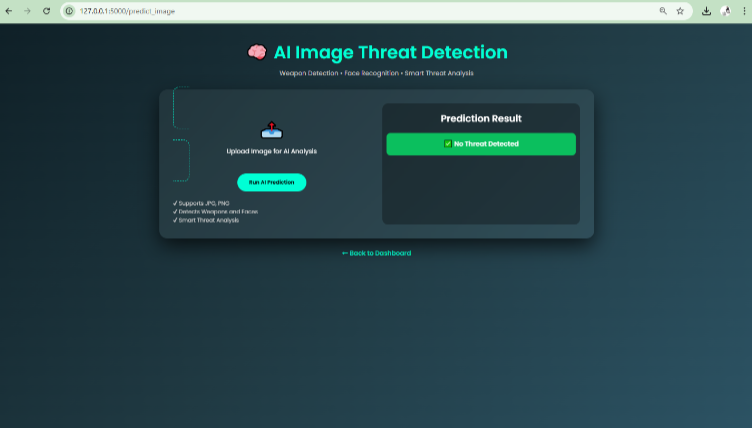 127.0.0.1:5000/predict_image
🧠 AI Image Threat Detection
Weapon Detection • Face Recognition • Smart Threat Analysis
Upload Image for AI Analysis
Run AI Prediction
✓ Supports JPG, PNG
✓ Detects Weapons and Faces
✓ Smart Threat Analysis
Prediction Result
✅ No Threat Detected
← Back to Dashboard